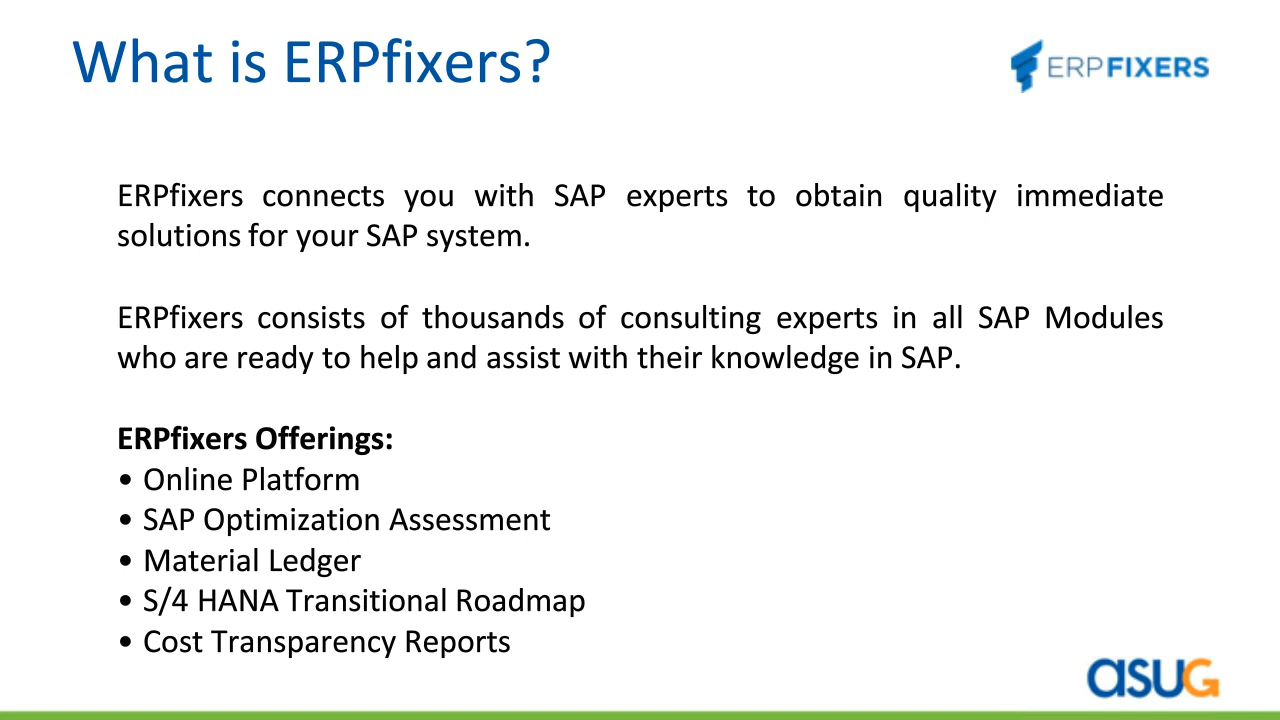 What is ERPfixers?
ERPFIXERS
ERPfixers connects you with SAP experts to obtain quality immediate
solutions for your SAP system.
ERPfixers consists of thousands of consulting experts in all SAP Modules
who are ready to help and assist with their knowledge in SAP.
ERPfixers Offerings:
• Online Platform
• SAP Optimization Assessment
• Material Ledger
• S/4 HANA Transitional Roadmap
• Cost Transparency Reports
asuG